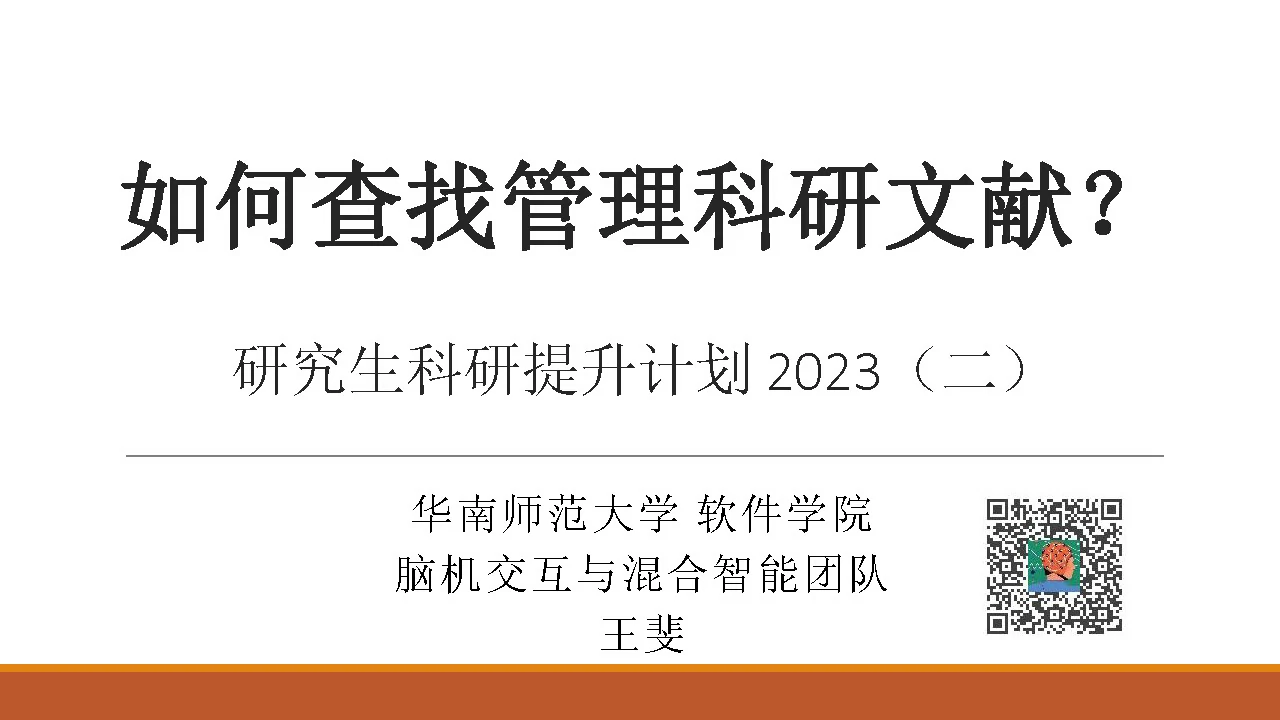 如何查找管理科研文献？
研究生科研提升计划 2023（二）
华南师范大学 软件学院
脑机交互与混合智能团队
王斐